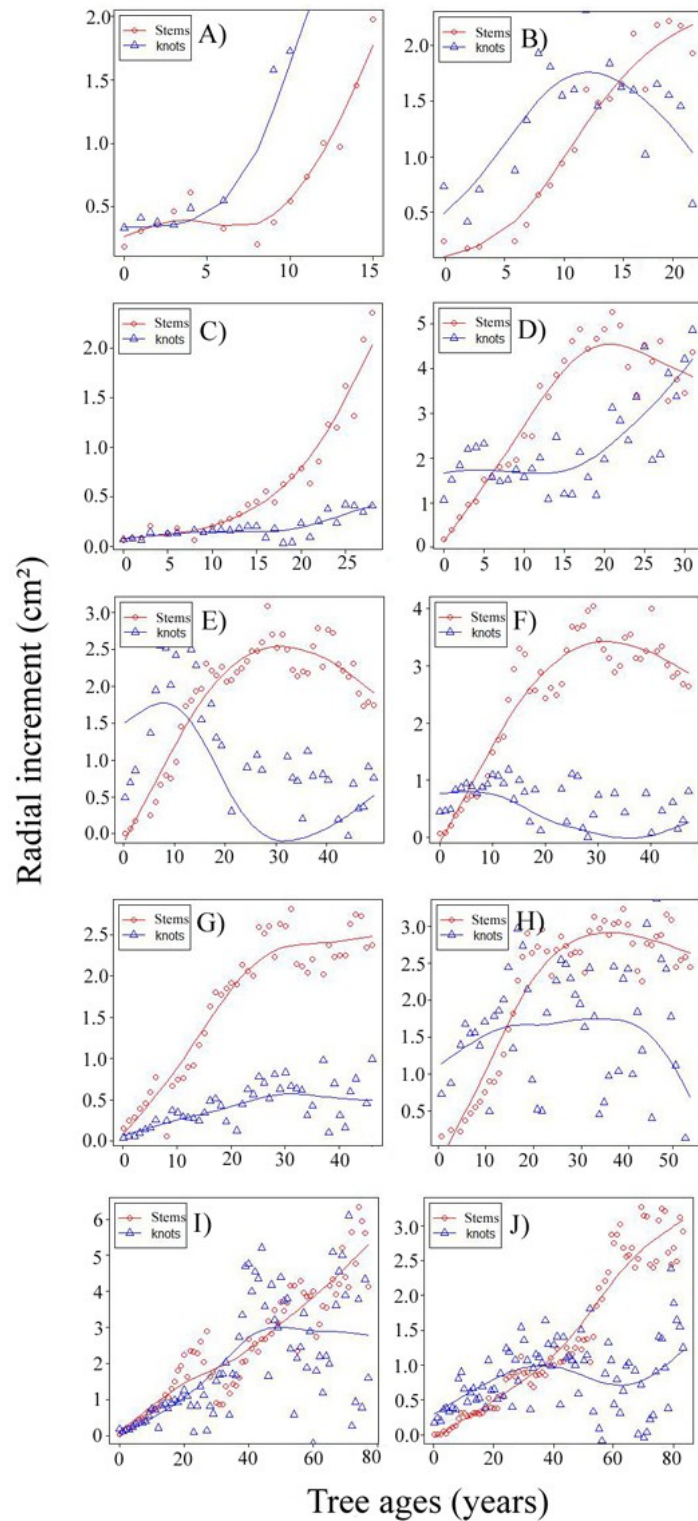 Radial increment (cm²)
Stems
knots
A)
2.0
1.5
1.0
0.5
0 5 10 15
Stems
knots
B)
2.0
1.5
1.0
0.5
0 5 10 15 20
Stems
knots
C)
2.0
1.5
1.0
0.5
0.0
0 5 10 15 20 25
Stems
knots
D)
5
4
3
2
1
0
0 5 10 15 20 25 30
Stems
knots
E)
3.0
2.5
2.0
1.5
1.0
0.5
0.0
0 10 20 30 40
Stems
knots
F)
4
3
2
1
0
0 10 20 30 40
Stems
knots
G)
2.5
2.0
1.5
1.0
0.5
0.0
0 10 20 30 40
Stems
knots
H)
3.0
2.5
2.0
1.5
1.0
0.5
0 10 20 30 40 50
Stems
knots
I)
6
5
4
3
2
1
0
0 20 40 60 80
Stems
knots
J)
3.0
2.5
2.0
1.5
1.0
0.5
0.0
0 20 40 60 80
Tree ages (years)